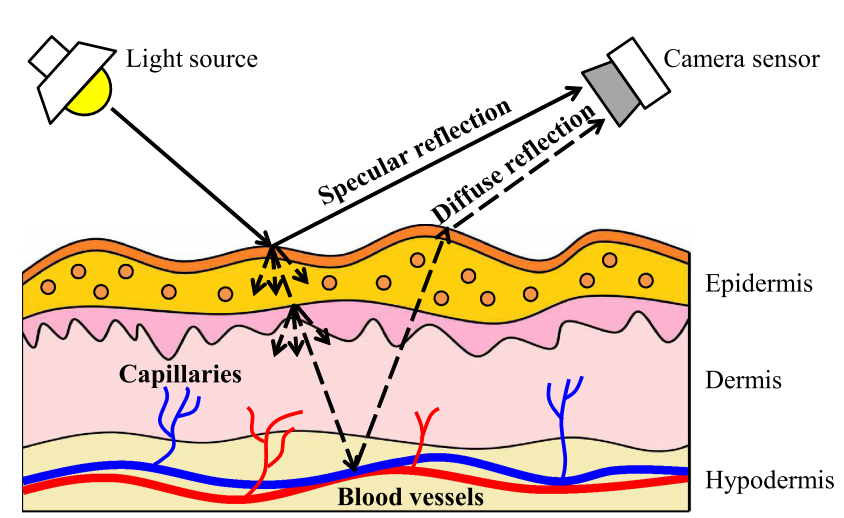 Light source
Camera sensor
Specular reflection
Diffuse reflection
Epidermis
Capillaries
Dermis
Hypodermis
Blood vessels